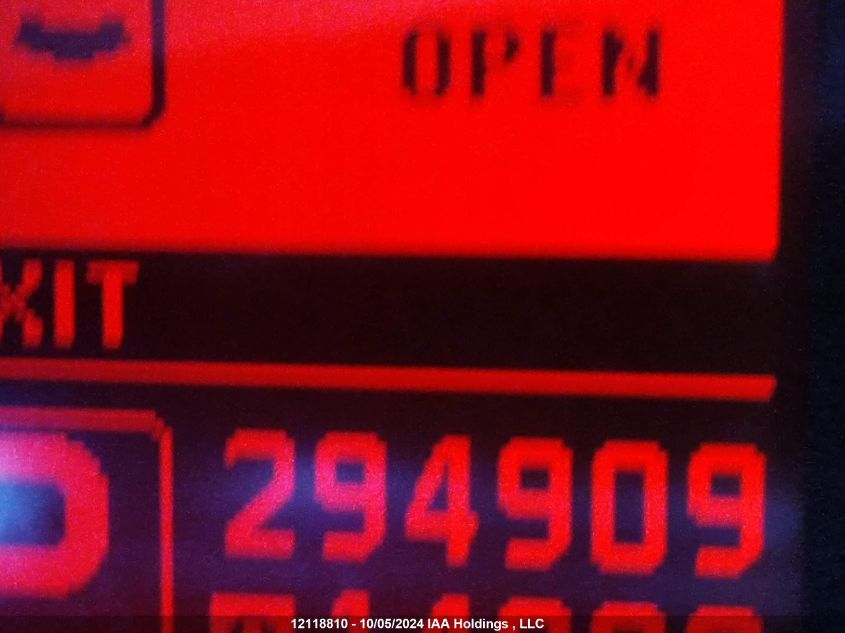 OPEN
XIT
P
294909
12118810 - 10/05/2024 IAA Holdings , LLC